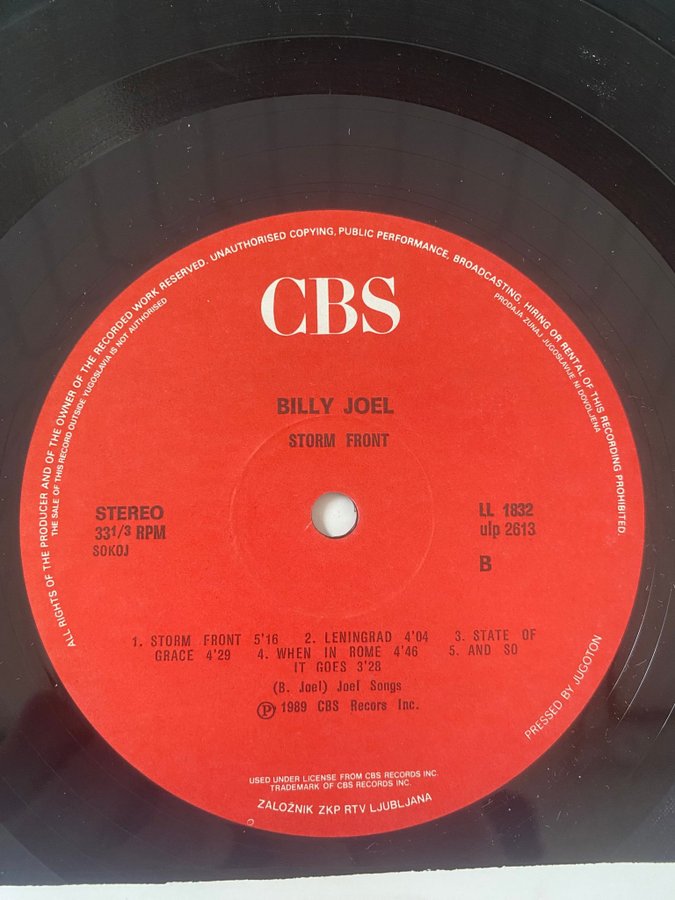 ALL RIGHTS OF THE PRODUCER AND OF THE OWNER OF THE RECORDED WORK RESERVED. UNAUTHORISED COPYING, PUBLIC PERFORMANCE, BROADCASTING, HIRING OR RENTAL OF THIS RECORDING PROHIBITED.
THE SALE OF THIS RECORD OUTSIDE YUGOSLAVIA IS NOT AUTHORISED
PRODAJA ZUNAJ JUGOSLAVIJE NI DOVOLJENA
CBS
BILLY JOEL
STORM FRONT
STEREO
33 1/3 RPM
SOKOJ
LL 1832
ulp 2613
B
1. STORM FRONT 5'16 2. LENINGRAD 4'04 3. STATE OF
GRACE 4'29 4. WHEN IN ROME 4'46 5. AND SO
IT GOES 3'28
(B. Joel) Joel Songs
Ⓟ 1989 CBS Recors Inc.
PRESSED BY JUGOTON
USED UNDER LICENSE FROM CBS RECORDS INC.
TRADEMARK OF CBS RECORDS INC.
ZALOŽNIK ZKP RTV LJUBLJANA